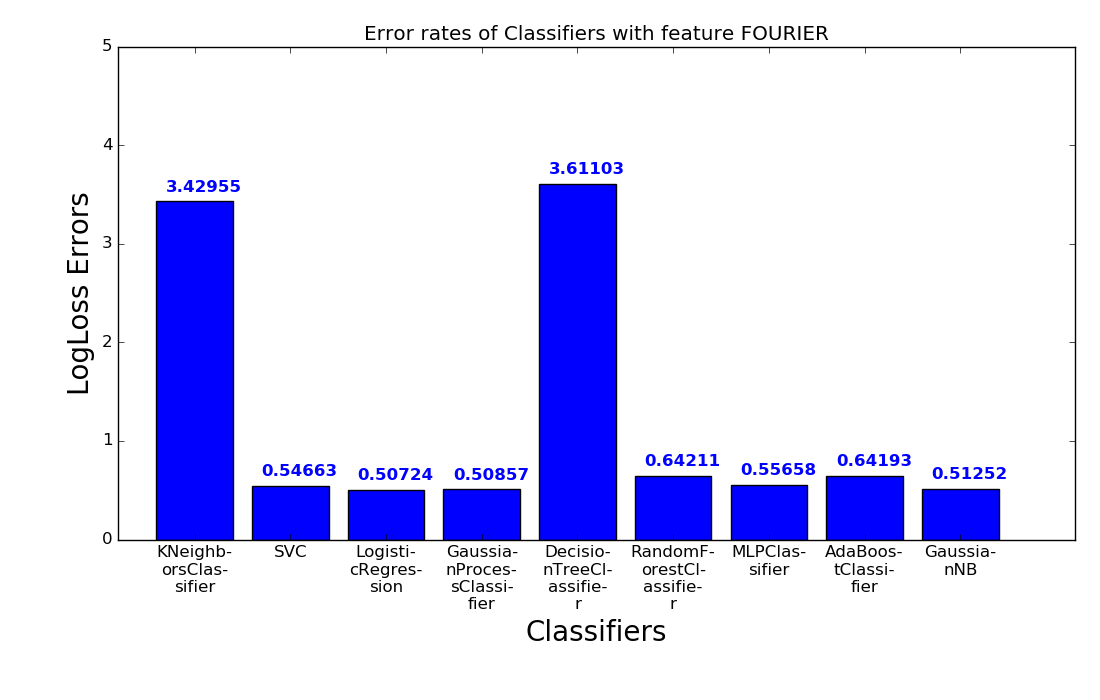 Error rates of Classifiers with feature FOURIER
LogLoss Errors
5
4
3
2
1
0
3.42955
0.54663
0.50724
0.50857
3.61103
0.64211
0.55658
0.64193
0.51252
KNeighb-
orsClas-
sifier
SVC
Logisti-
cRegres-
sion
Gaussia-
nProces-
sClassi-
fier
Decisio-
nTreeCl-
assifie-
r
RandomF-
orestCl-
assifie-
r
MLPClas-
sifier
AdaBoos-
tClassi-
fier
Gaussia-
nNB
Classifiers